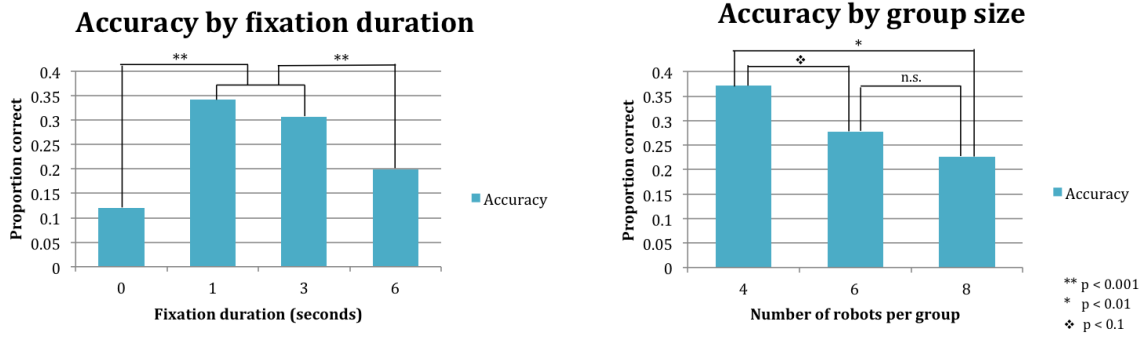 Accuracy by fixation duration
** **
0.4
0.35
0.3
0.25
0.2
0.15
0.1
0.05
0
Proportion correct
0 1 3 6
Fixation duration (seconds)
Accuracy
Accuracy by group size
*
❖
n.s.
0.4
0.35
0.3
0.25
0.2
0.15
0.1
0.05
0
Proportion correct
4 6 8
Number of robots per group
Accuracy
** p < 0.001
* p < 0.01
❖ p < 0.1